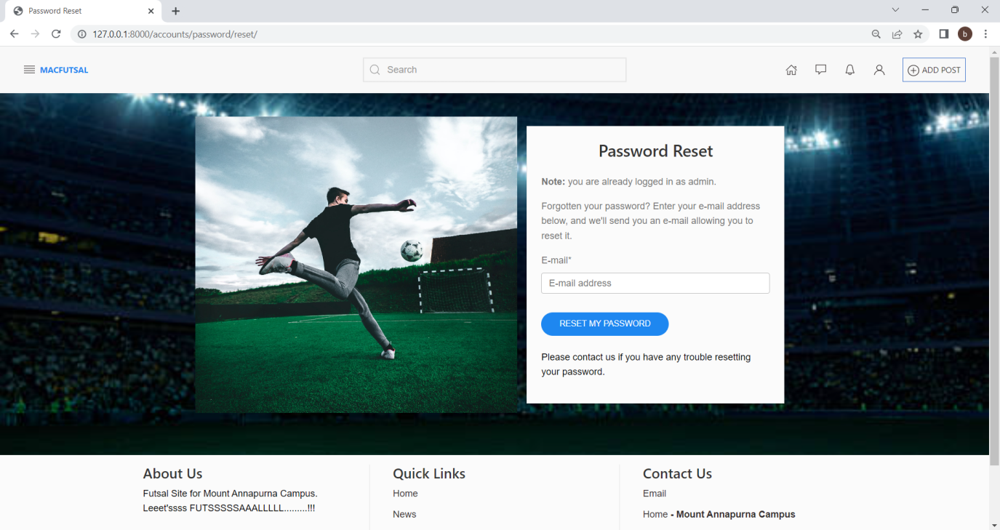 Password Reset
127.0.0.1:8000/accounts/password/reset/
b
MACFUTSAL
Search
ADD POST
Password Reset
Note: you are already logged in as admin.
Forgotten your password? Enter your e-mail address
below, and we'll send you an e-mail allowing you to
reset it.
E-mail*
E-mail address
RESET MY PASSWORD
Please contact us if you have any trouble resetting
your password.
About Us
Futsal Site for Mount Annapurna Campus.
Leeet'ssss FUTSSSSSAAALLLLL.........!!!
Quick Links
Home
News
Contact Us
Email
Home - Mount Annapurna Campus